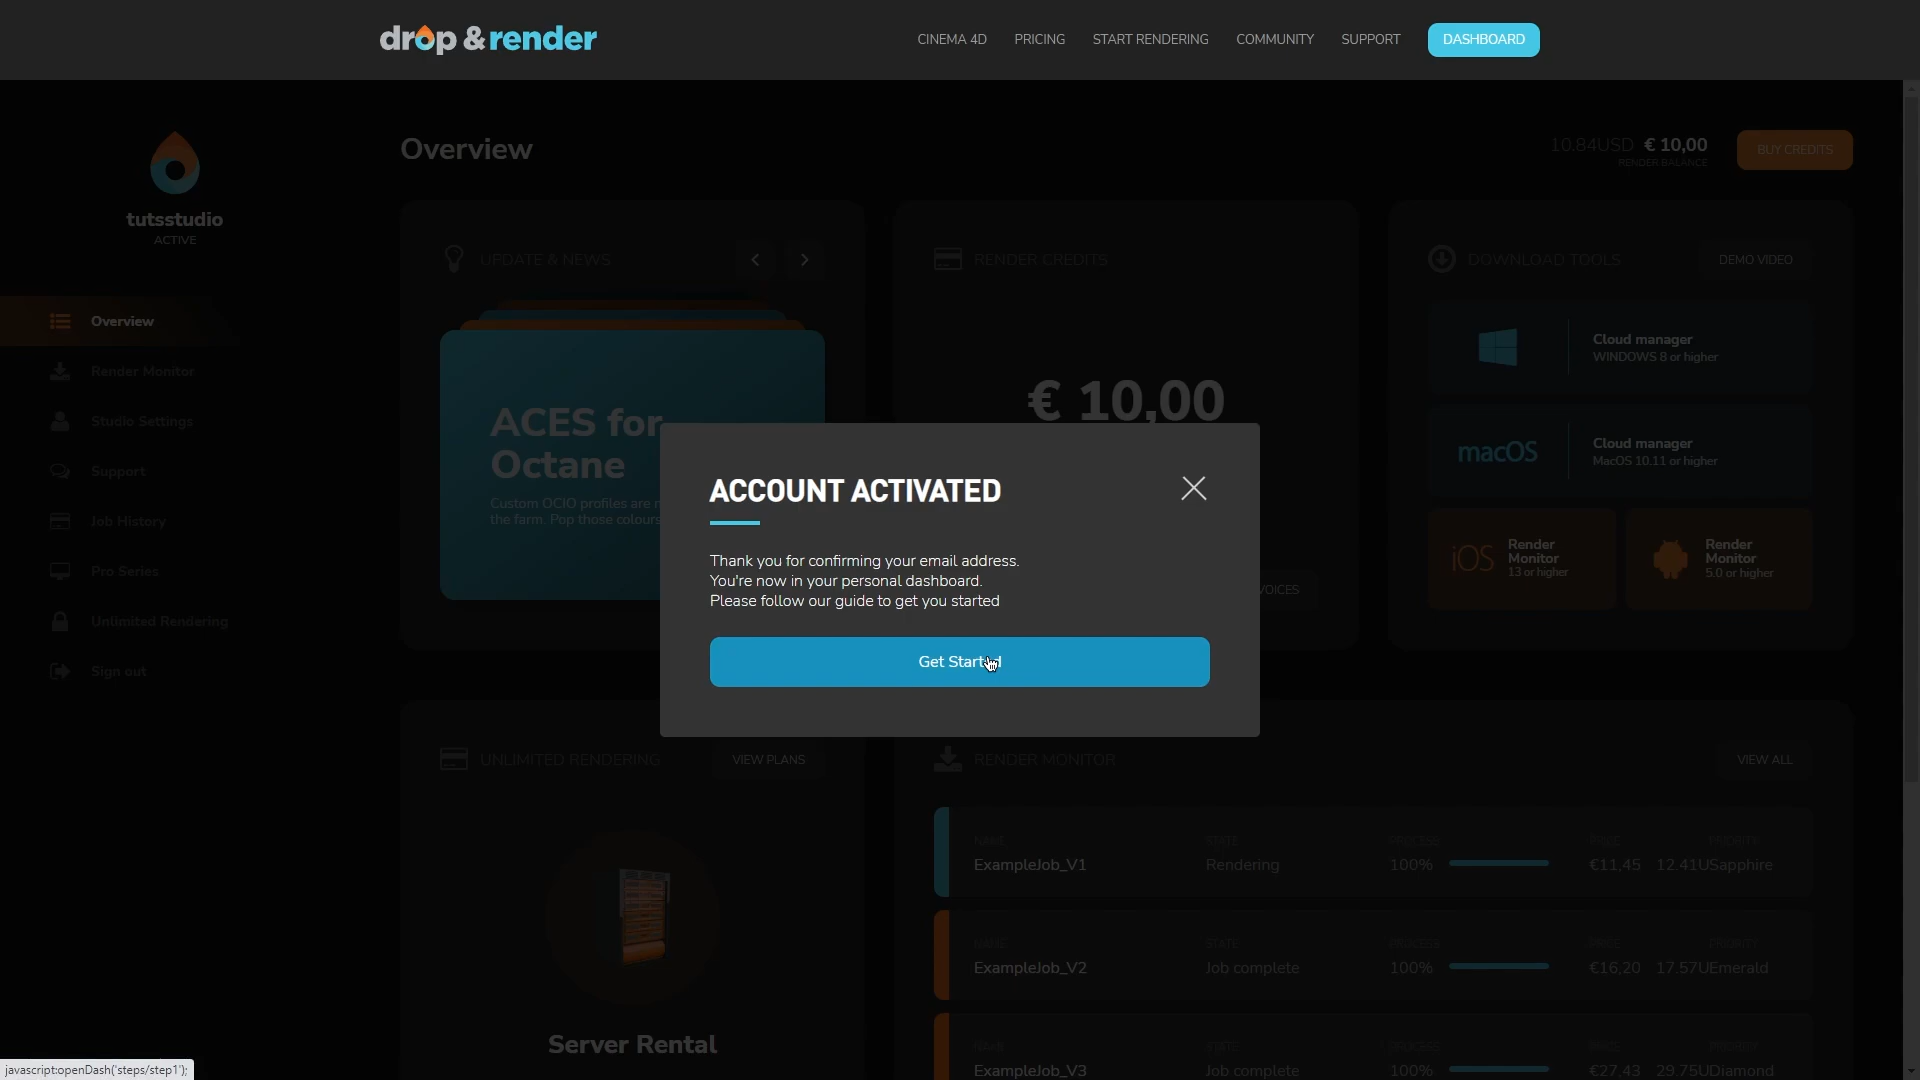 drop & render
CINEMA 4D
PRICING
START RENDERING
COMMUNITY
SUPPORT
DASHBOARD
tutsstudio
ACTIVE
Overview
Render Monitor
Studio Settings
Support
Job History
Pro Series
Unlimited Rendering
Sign out
Overview
10.84USD € 10,00
RENDER BALANCE
BUY CREDITS
UPDATE & NEWS
ACES for
Octane
Custom OCIO profiles are
the farm. Pop those colours
RENDER CREDITS
€ 10,00
VOICES
DOWNLOAD TOOLS
DEMO VIDEO
Cloud manager
WINDOWS 8 or higher
macOS
Cloud manager
MacOS 10.11 or higher
iOS
Render
Monitor
13 or higher
Render
Monitor
5.0 or higher
ACCOUNT ACTIVATED
Thank you for confirming your email address.
You're now in your personal dashboard.
Please follow our guide to get you started
Get Started
UNLIMITED RENDERING
VIEW PLANS
Server Rental
RENDER MONITOR
VIEW ALL
NAME STATE PROCESS PRICE PRIORITY
ExampleJob_V1 Rendering 100% €11,45 12.41USapphire
NAME STATE PROCESS PRICE PRIORITY
ExampleJob_V2 Job complete 100% €16,20 17.57UEmerald
NAME STATE PROCESS PRICE PRIORITY
ExampleJob_V3 Job complete 100% €27,43 29.75UDiamond
javascript:openDash('steps/step1');